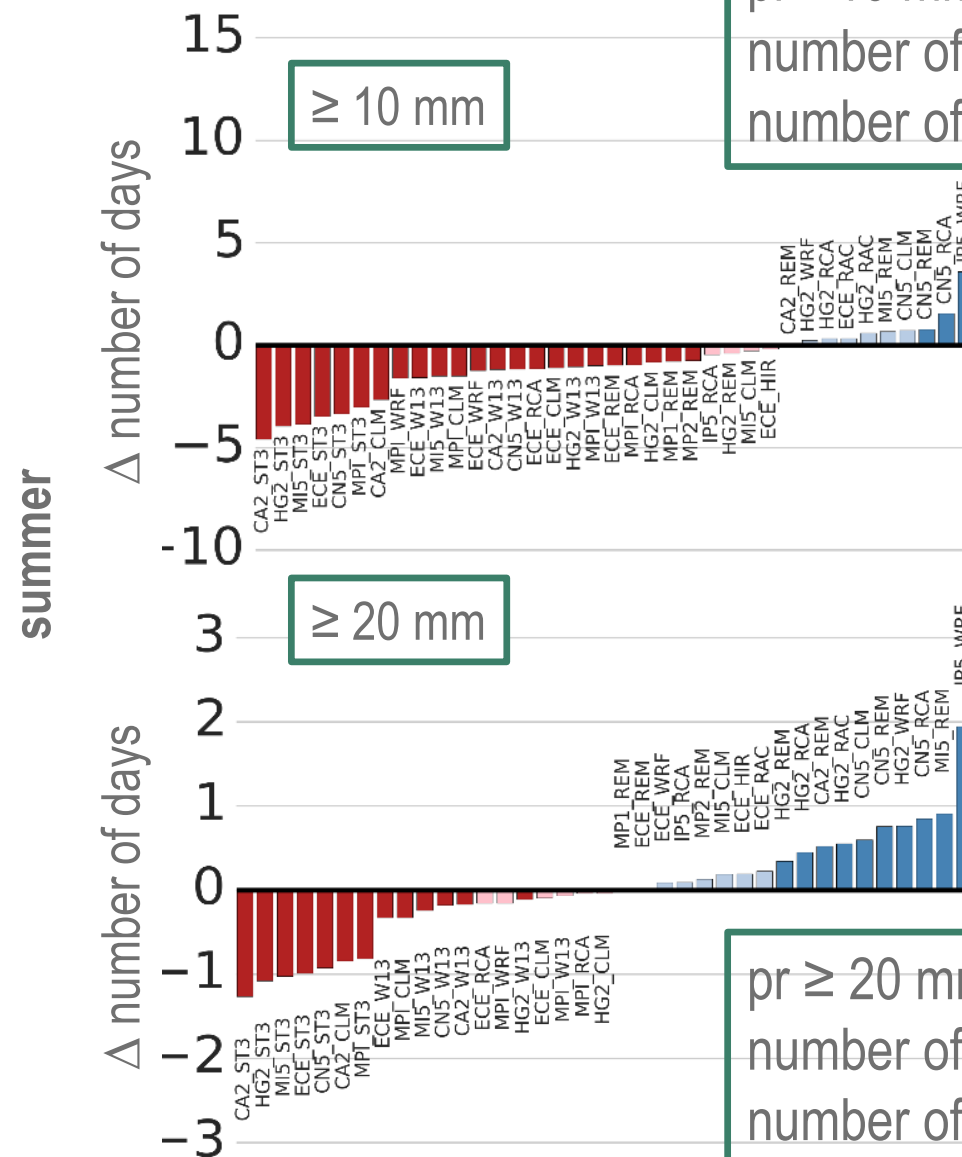 summer
Δ number of days
15
10
5
0
−5
-10
≥ 10 mm
number of
number of
CA2_ST3
HG2_ST3
MI5_ST3
ECE_ST3
CN5_ST3
MPI_ST3
CA2_CLM
MPI_WRF
ECE_W13
MI5_W13
MPI_CLM
ECE_WRF
CA2_W13
CN5_W13
ECE_RCA
ECE_CLM
HG2_W13
MPI_W13
ECE_REM
MPI_RCA
HG2_CLM
MP1_REM
MP2_REM
IP5_RCA
HG2_REM
MI5_CLM
ECE_HIR
CA2_REM
HG2_WRF
HG2_RCA
ECE_RAC
HG2_RAC
MI5_REM
CN5_CLM
CN5_REM
CN5_RCA
IP5_WRF
Δ number of days
3
2
1
0
−1
−2
−3
≥ 20 mm
CA2_ST3
HG2_ST3
MI5_ST3
ECE_ST3
CN5_ST3
CA2_CLM
MPI_ST3
ECE_W13
MPI_CLM
MI5_W13
CN5_W13
CA2_W13
ECE_RCA
MPI_WRF
HG2_W13
ECE_CLM
MPI_W13
MPI_RCA
HG2_CLM
MP1_REM
ECE_REM
ECE_WRF
IP5_RCA
MP2_REM
MI5_CLM
ECE_HIR
ECE_RAC
HG2_REM
HG2_RCA
CA2_REM
HG2_RAC
CN5_CLM
CN5_REM
HG2_WRF
CN5_RCA
MI5_REM
IP5_WRF
pr ≥ 20 m
number of
number of